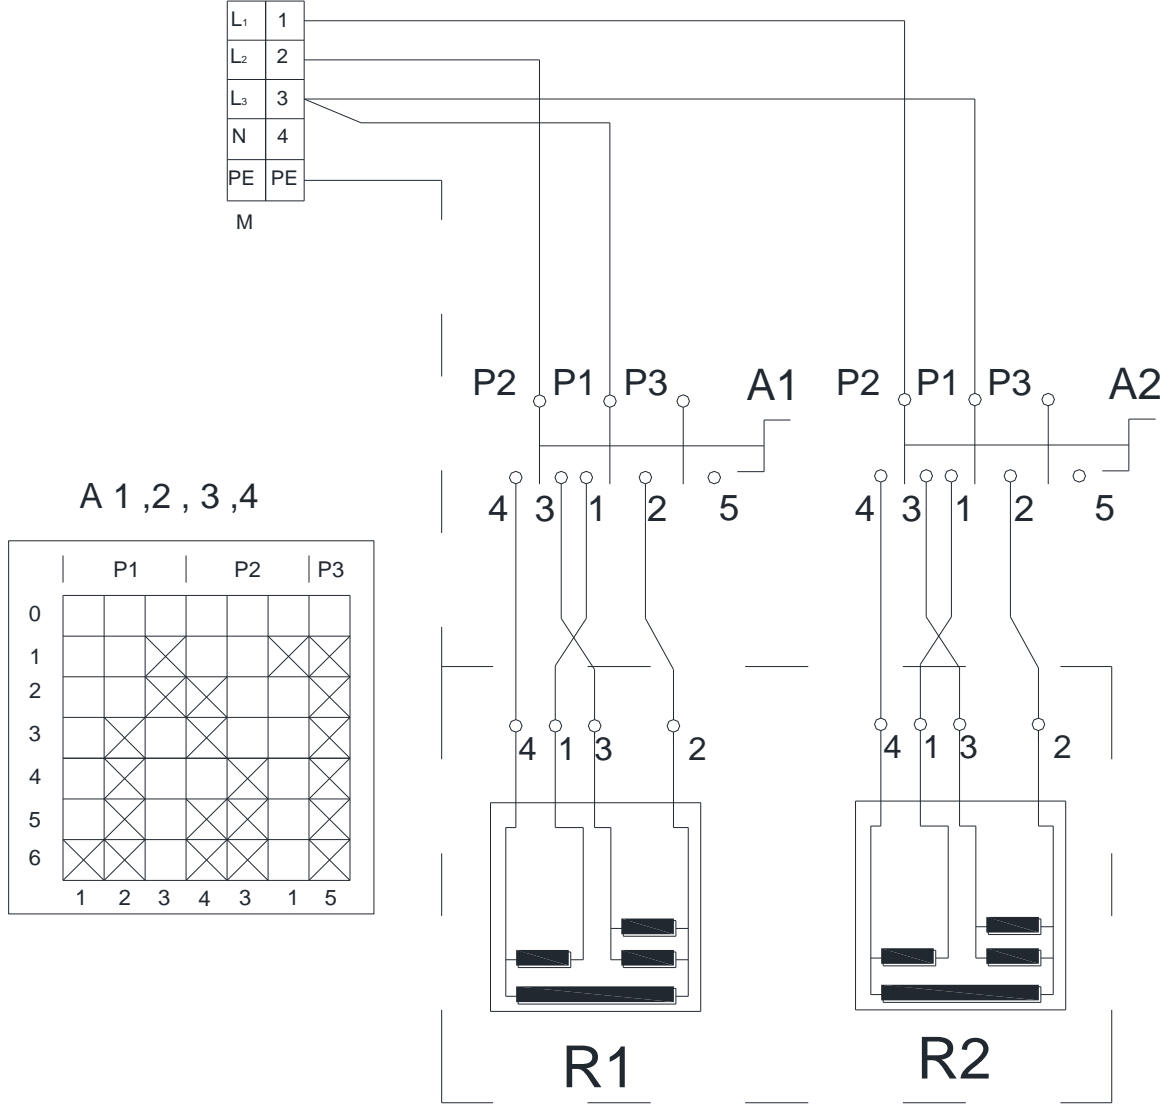 L1 1
L2 2
L3 3
N 4
PE PE
M
P2 P1 P3 A1 P2 P1 P3 A2
4 3 1 2 5 4 3 1 2 5
A 1 ,2 , 3 ,4
P1 P2 P3
0
1
2
3
4
5
6
1 2 3 4 3 1 5
4 1 3 2 4 1 3 2
R1 R2